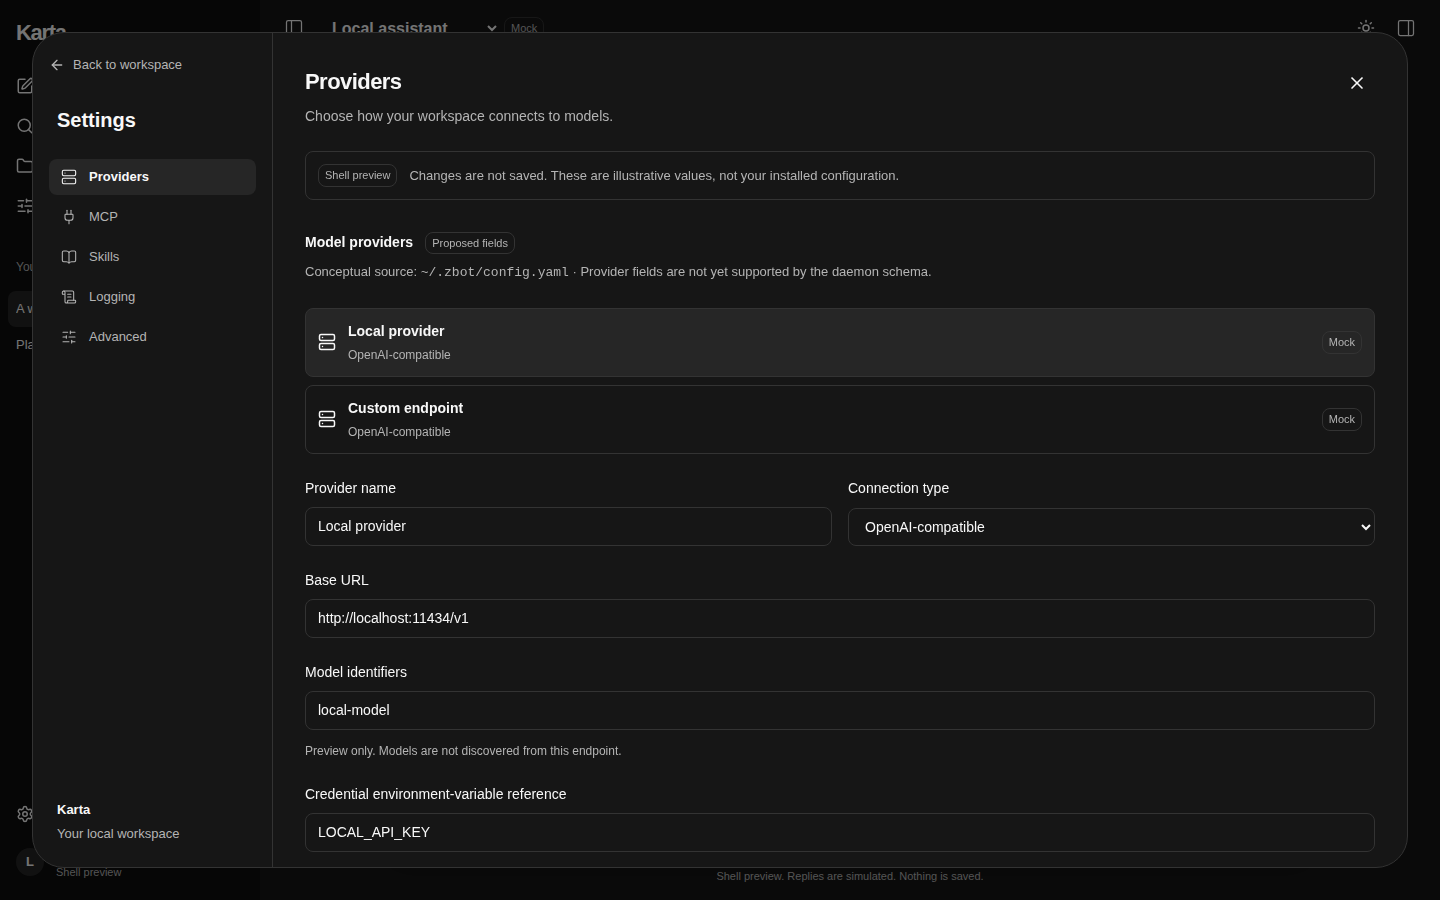 Karta
Local assistant
Mock
Back to workspace
Settings
Providers
MCP
Skills
Logging
Advanced
Karta
Your local workspace
Shell preview
Providers
Choose how your workspace connects to models.
Shell preview
Changes are not saved. These are illustrative values, not your installed configuration.
Model providers
Proposed fields
Conceptual source: ~/.zbot/config.yaml · Provider fields are not yet supported by the daemon schema.
Local provider
OpenAI-compatible
Mock
Custom endpoint
OpenAI-compatible
Mock
Provider name
Connection type
Local provider
OpenAI-compatible
Base URL
http://localhost:11434/v1
Model identifiers
local-model
Preview only. Models are not discovered from this endpoint.
Credential environment-variable reference
LOCAL_API_KEY
L
Shell preview. Replies are simulated. Nothing is saved.